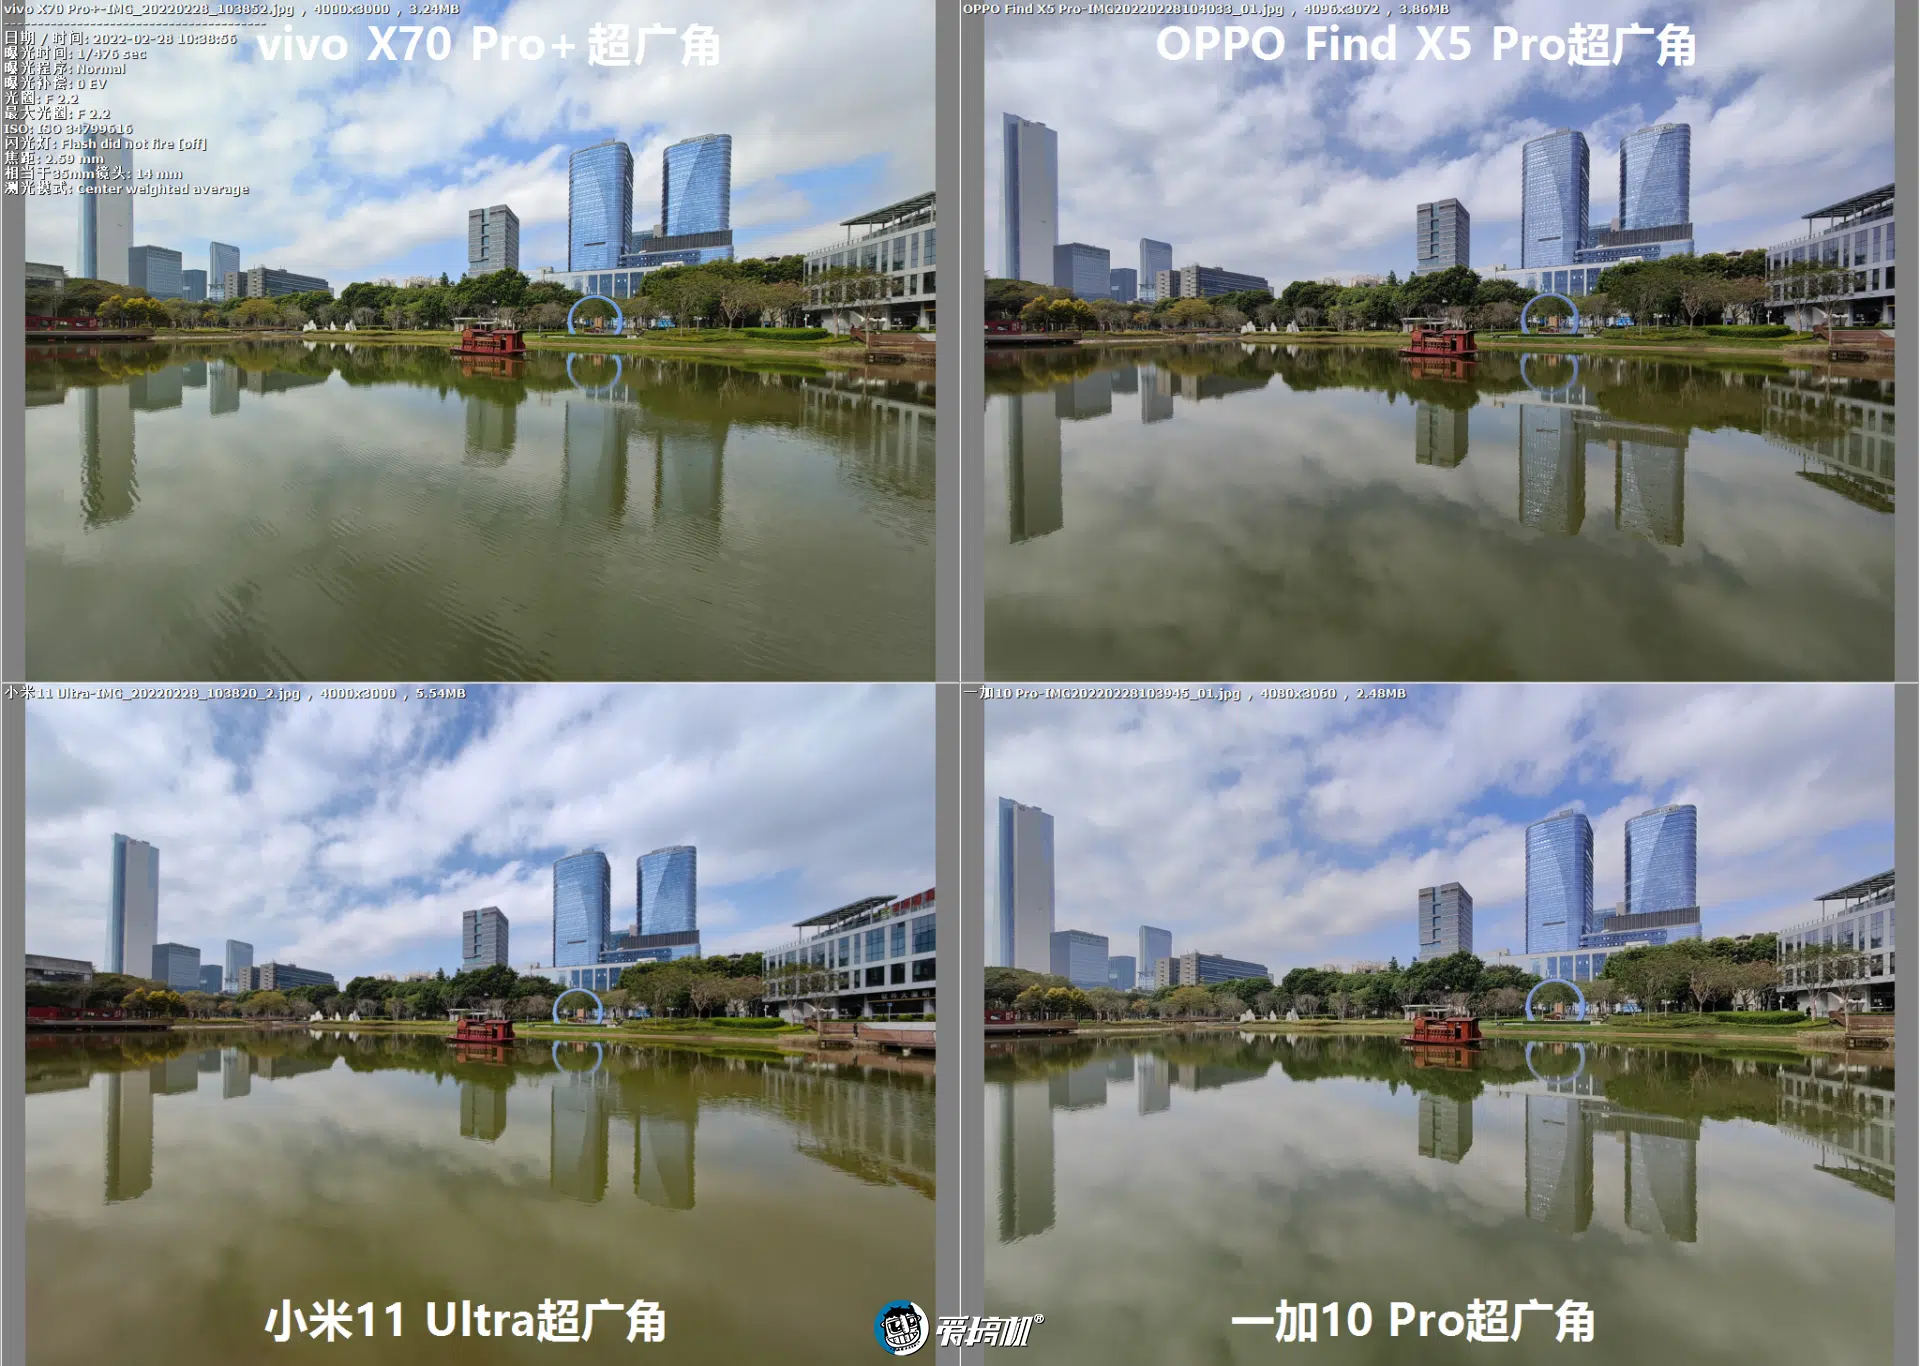 vivo X70 Pro+-IMG_20220228_103852.jpg , 4000x3000 , 3.24MB
日期 / 时间: 2022-02-28 10:38:56
曝光时间: 1/476 sec
曝光程序: Normal
曝光补偿: 0 EV
光圈: F 2.2
最大光圈: F 2.2
ISO: ISO 34799616
闪光灯: Flash did not fire [off]
焦距: 2.59 mm
相当于35mm镜头: 14 mm
测光模式: Center weighted average
vivo X70 Pro+超广角
OPPO Find X5 Pro-IMG20220228104033_01.jpg , 4096x3072 , 3.86MB
OPPO Find X5 Pro超广角
小米11 Ultra-IMG_20220228_103820_2.jpg , 4000x3000 , 5.54MB
小米11 Ultra超广角
一加10 Pro-IMG20220228103945_01.jpg , 4080x3060 , 2.48MB
一加10 Pro超广角
爱搞机®